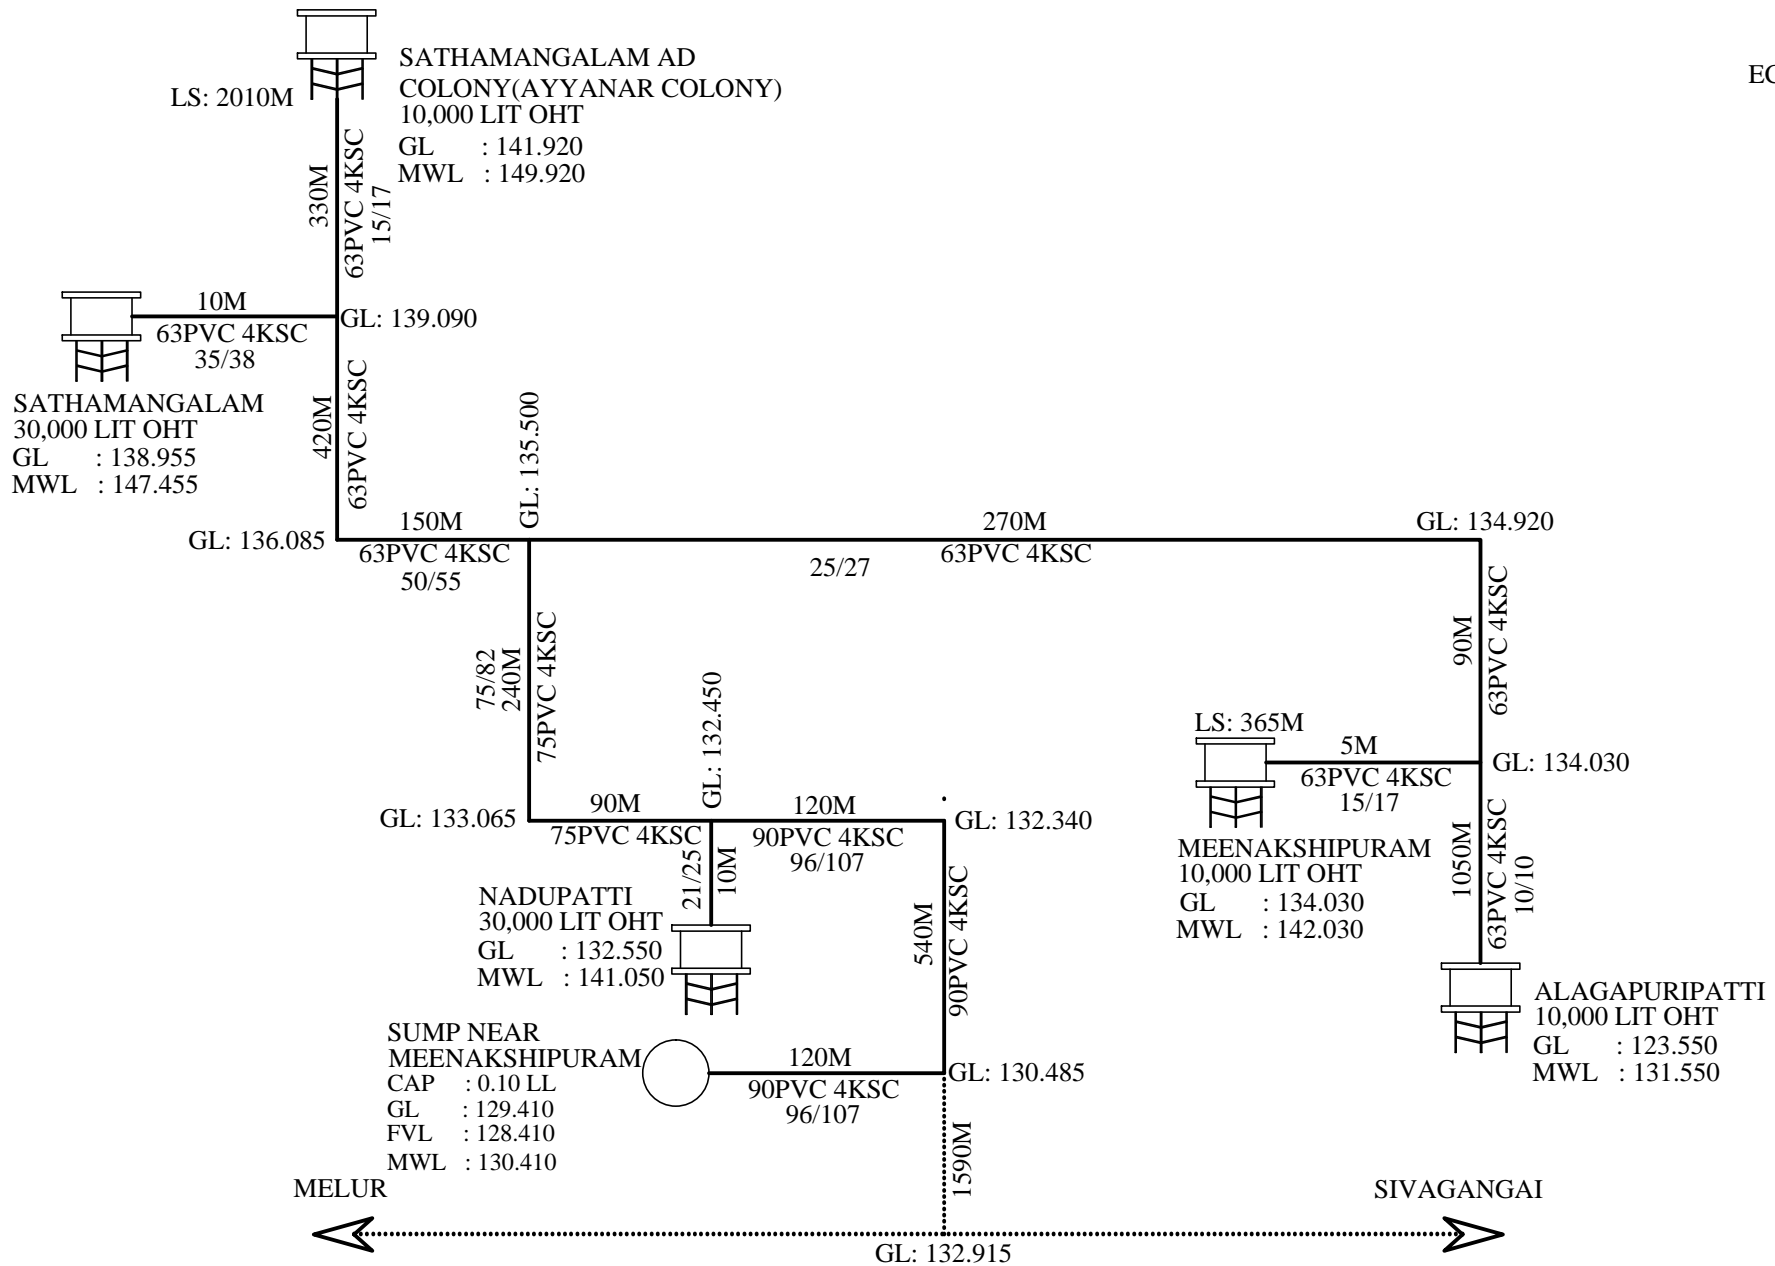 SATHAMANGALAM AD
COLONY(AYYANAR COLONY)
10,000 LIT OHT
GL : 141.920
MWL : 149.920
LS: 2010M
EC
330M
63PVC 4KSC
15/17
10M
63PVC 4KSC
35/38
GL: 139.090
SATHAMANGALAM
30,000 LIT OHT
GL : 138.955
MWL : 147.455
420M
63PVC 4KSC
GL: 136.085
150M
63PVC 4KSC
50/55
GL: 135.500
25/27
270M
63PVC 4KSC
GL: 134.920
90M
63PVC 4KSC
75/82
240M
75PVC 4KSC
GL: 132.450
LS: 365M
5M
63PVC 4KSC
15/17
GL: 134.030
MEENAKSHIPURAM
10,000 LIT OHT
GL : 134.030
MWL : 142.030
1050M
63PVC 4KSC
10/10
GL: 133.065
90M
75PVC 4KSC
120M
90PVC 4KSC
96/107
GL: 132.340
21/25
10M
NADUPATTI
30,000 LIT OHT
GL : 132.550
MWL : 141.050
540M
90PVC 4KSC
ALAGAPURIPATTI
10,000 LIT OHT
GL : 123.550
MWL : 131.550
SUMP NEAR
MEENAKSHIPURAM
CAP : 0.10 LL
GL : 129.410
FVL : 128.410
MWL : 130.410
120M
90PVC 4KSC
96/107
GL: 130.485
1590M
MELUR
SIVAGANGAI
GL: 132.915